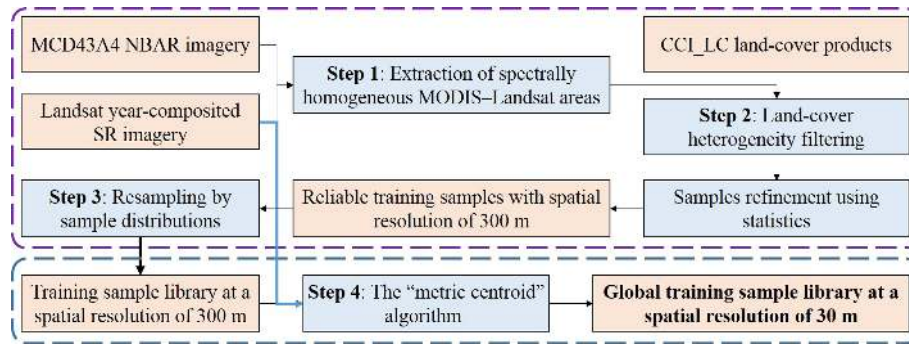 MCD43A4 NBAR imagery
CCI_LC land-cover products
Step 1: Extraction of spectrally
homogeneous MODIS–Landsat areas
Landsat year-composited
SR imagery
Step 2: Land-cover
heterogeneity filtering
Step 3: Resampling by
sample distributions
Reliable training samples with spatial
resolution of 300 m
Samples refinement using
statistics
Training sample library at a
spatial resolution of 300 m
Step 4: The “metric centroid”
algorithm
Global training sample library at a
spatial resolution of 30 m